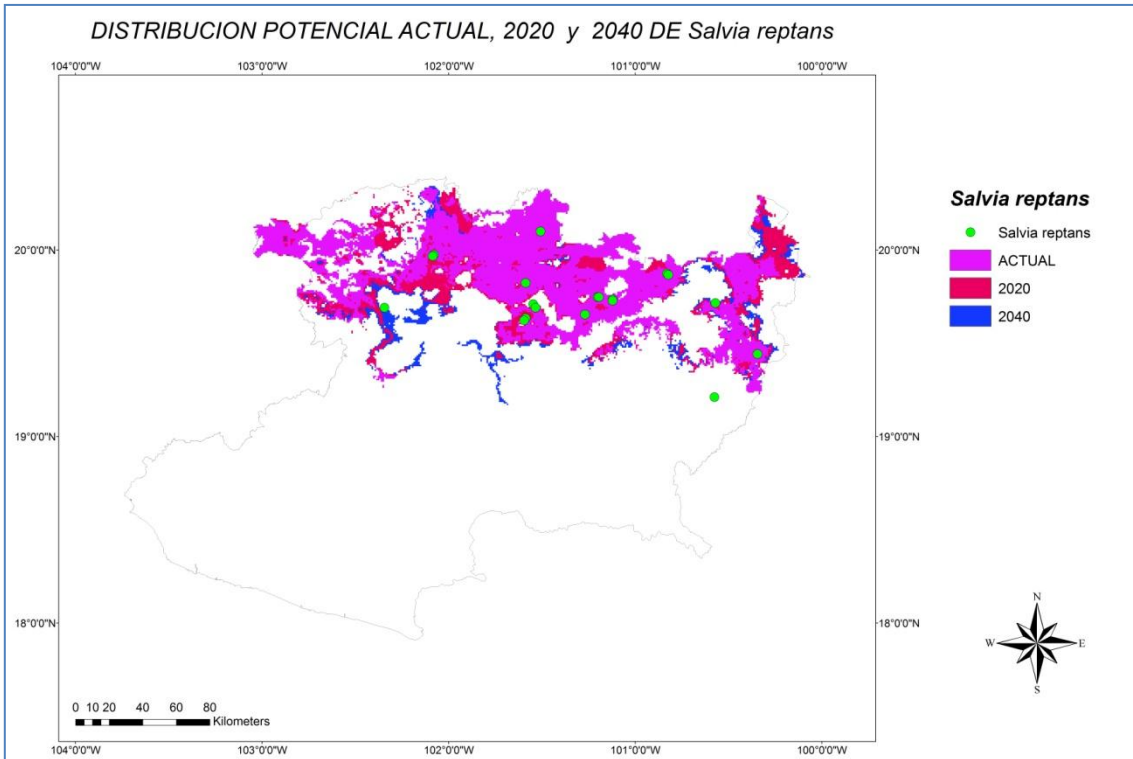 DISTRIBUCION POTENCIAL ACTUAL, 2020 y 2040 DE Salvia reptans
104°0'0"W 103°0'0"W 102°0'0"W 101°0'0"W 100°0'0"W
Salvia reptans
Salvia reptans
ACTUAL
2020
2040
20°0'0"N 20°0'0"N
19°0'0"N 19°0'0"N
18°0'0"N 18°0'0"N
N
W E
S
0 10 20 40 60 80
Kilometers
104°0'0"W 103°0'0"W 102°0'0"W 101°0'0"W 100°0'0"W